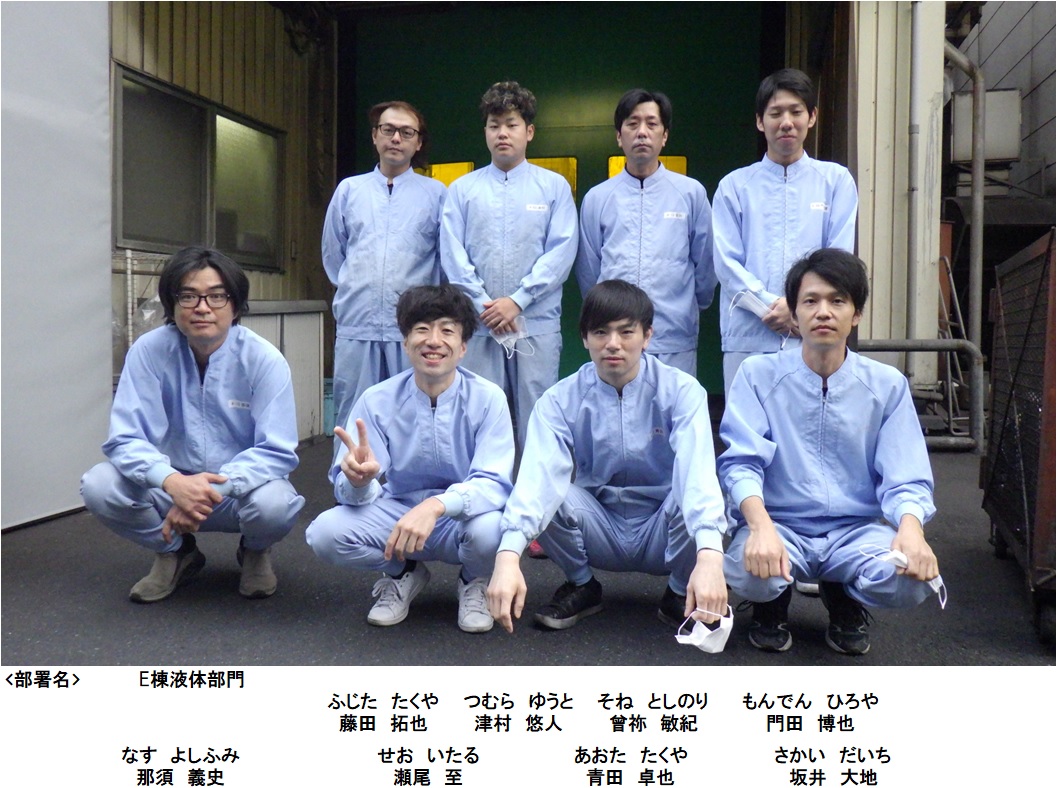 <部署名>　E棟液体部門
ふじた　たくや　つむら　ゆうと　そね　としのり　もんでん　ひろや
藤田　拓也　津村　悠人　曾祢　敏紀　門田　博也
なす　よしふみ　せお　いたる　あおた　たくや　さかい　だいち
那須　義史　瀬尾　至　青田　卓也　坂井　大地